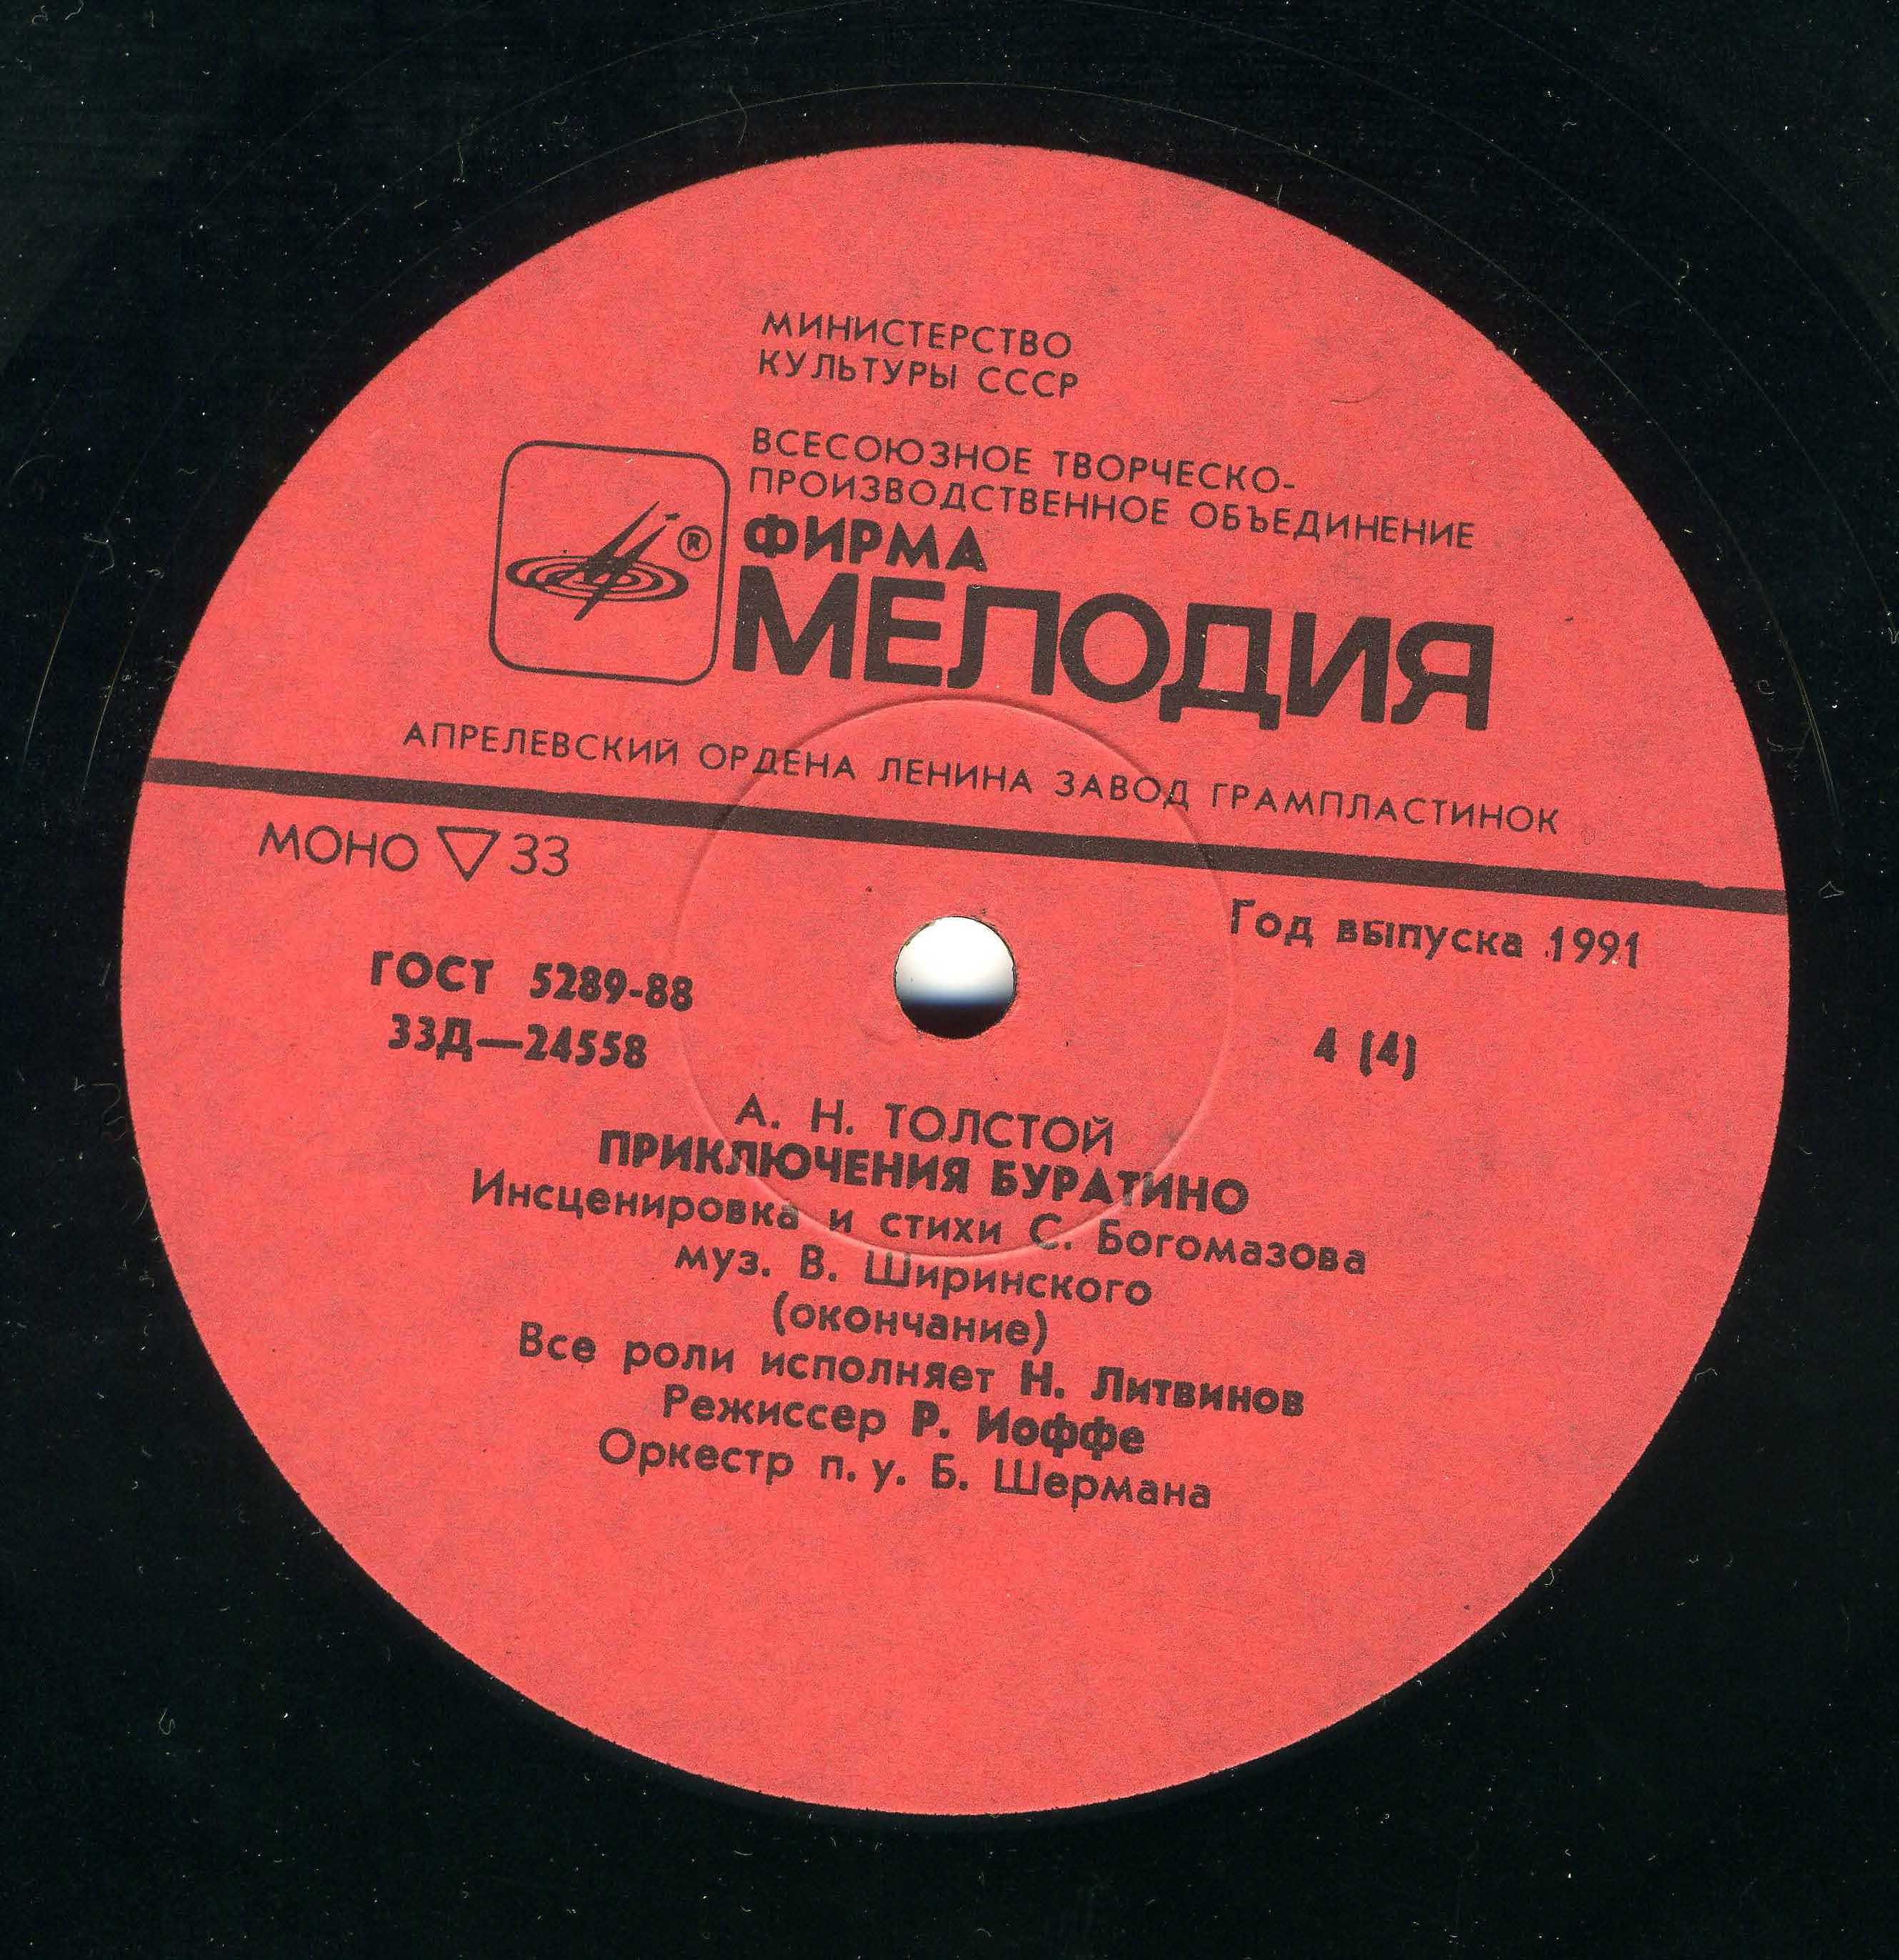 МИНИСТЕРСТВО
КУЛЬТУРЫ СССР
ВСЕСОЮЗНОЕ ТВОРЧЕСКО-
ПРОИЗВОДСТВЕННОЕ ОБЪЕДИНЕНИЕ
®
ФИРМА
МЕЛОДИЯ
АПРЕЛЕВСКИЙ ОРДЕНА ЛЕНИНА ЗАВОД ГРАМПЛАСТИНОК
МОНО ▽ 33
Год выпуска 1991
ГОСТ 5289-88
33Д—24558
4 (4)
А. Н. ТОЛСТОЙ
ПРИКЛЮЧЕНИЯ БУРАТИНО
Инсценировка и стихи С. Богомазова
муз. В. Ширинского
(окончание)
Все роли исполняет Н. Литвинов
Режиссер Р. Иоффе
Оркестр п. у. Б. Шермана